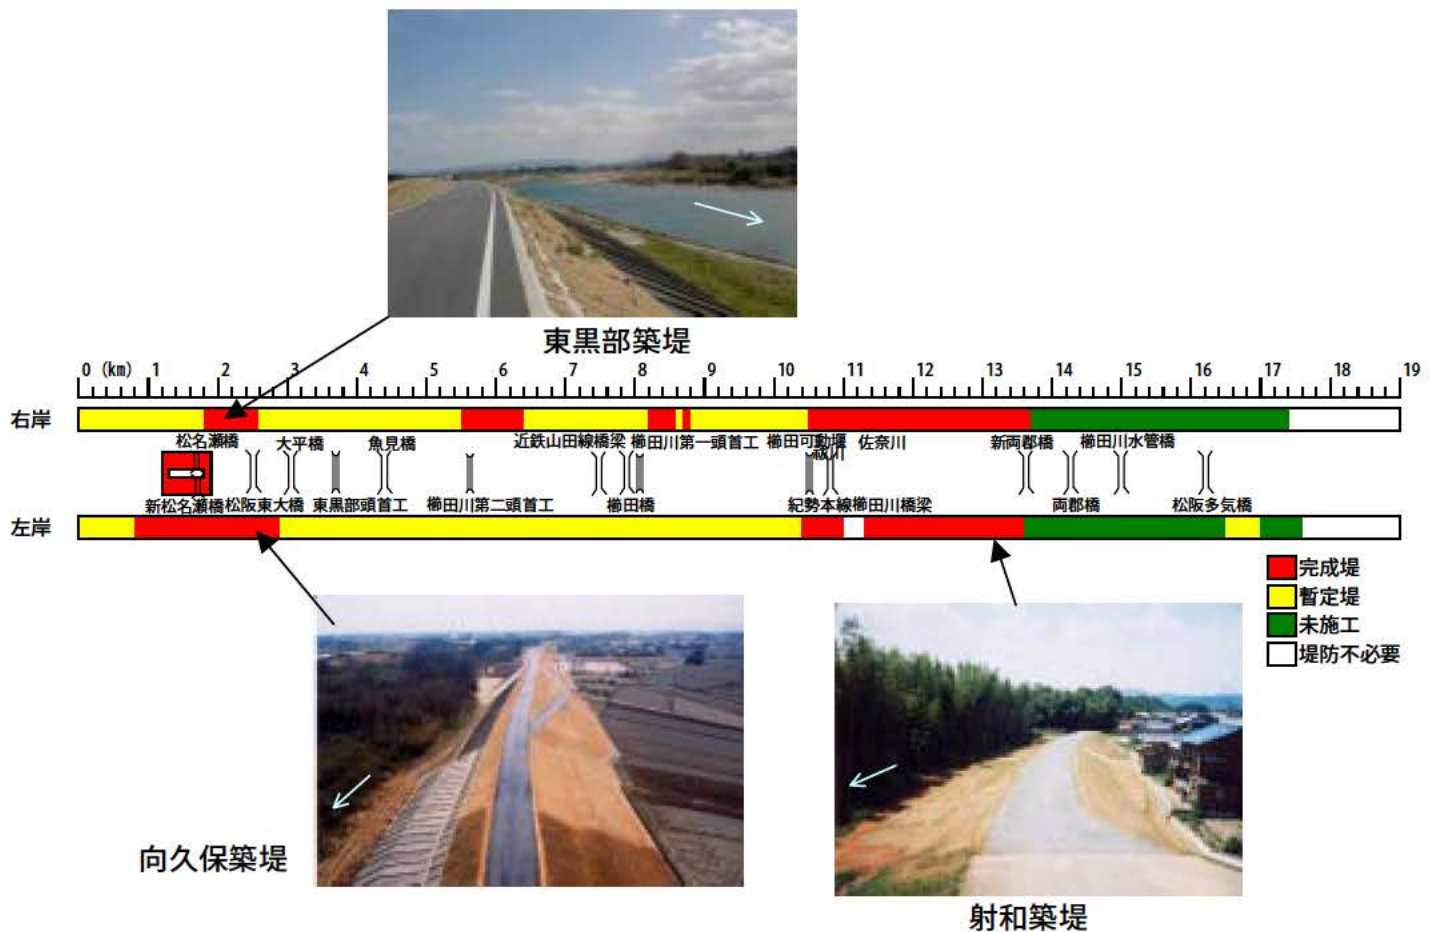 東黒部築堤
0 (km) 1 2 3 4 5 6 7 8 9 10 11 12 13 14 15 16 17 18 19
右岸
松名瀬橋 大平橋 魚見橋 近鉄山田線橋梁 櫛田川第一頭首工 櫛田可動堰 祓川 佐奈川 新両郡橋 櫛田川水管橋
新松名瀬橋 松阪東大橋 東黒部頭首工 櫛田川第二頭首工 櫛田橋 紀勢本線櫛田川橋梁 両郡橋 松阪多気橋
左岸
完成堤
暫定堤
未施工
堤防不必要
向久保築堤
射和築堤